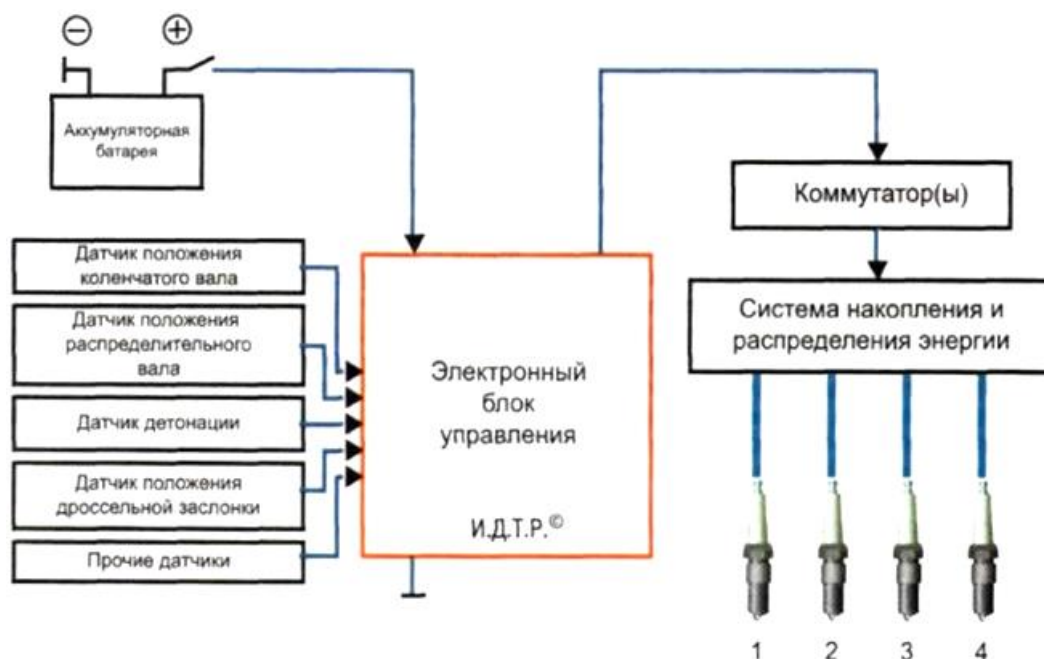 − +
Аккумуляторная
батарея
Датчик положения
коленчатого вала
Датчик положения
распределительного
вала
Датчик детонации
Датчик положения
дроссельной заслонки
Прочие датчики
Электронный
блок
управления
И.Д.Т.Р.©
Коммутатор(ы)
Система накопления и
распределения энергии
1 2 3 4